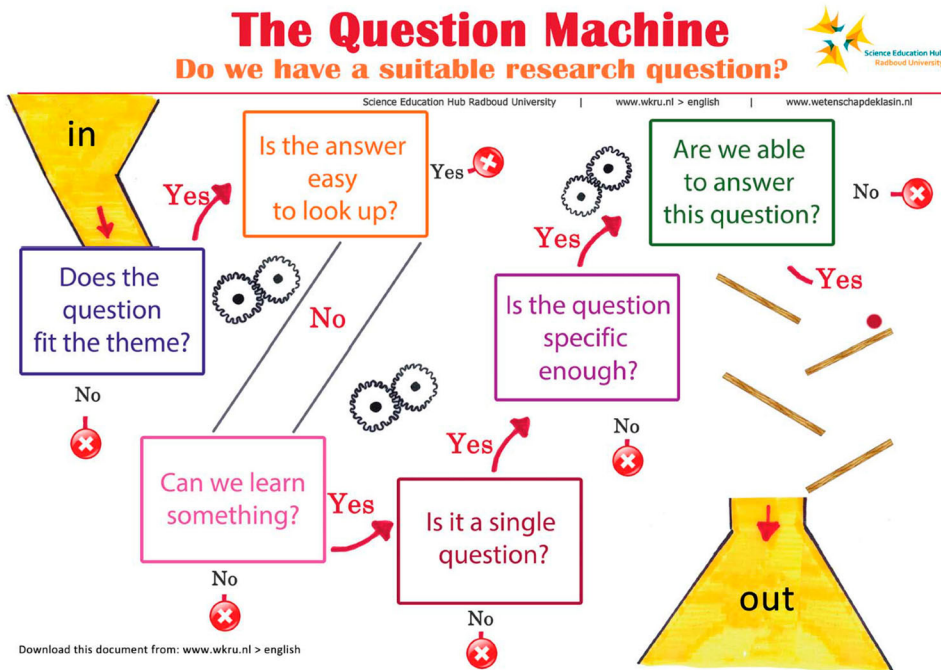 The Question Machine
Do we have a suitable research question?
Science Education Hub
Radboud University
Science Education Hub Radboud University | www.wkru.nl > english | www.wetenschapdeklasin.nl
in
Does the
question
fit the theme?
No
Yes
Is the answer
easy
to look up?
Yes
No
Can we learn
something?
No
Yes
Is it a single
question?
No
Yes
Is the question
specific
enough?
No
Yes
Are we able
to answer
this question?
No
Yes
out
Download this document from: www.wkru.nl > english